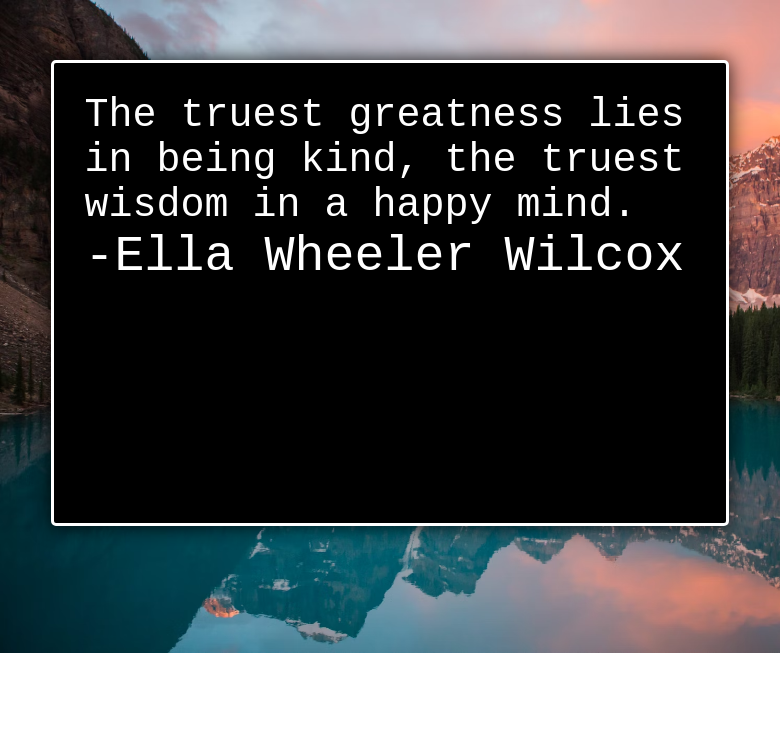 The truest greatness lies
in being kind, the truest
wisdom in a happy mind.
-Ella Wheeler Wilcox